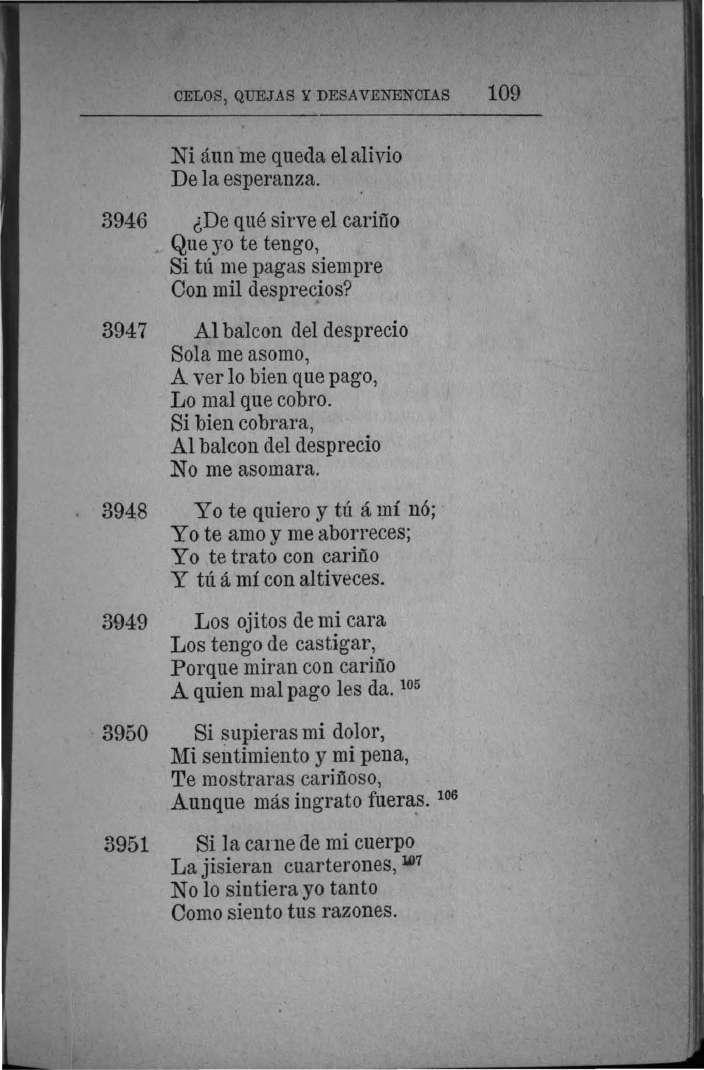 CELOS, QUEJAS Y DESAVENENCIAS 109
Ni áun me queda el alivio
De la esperanza.
3946 ¿De qué sirve el cariño
Que yo te tengo,
Si tú me pagas siempre
Con mil desprecios?
3947 Al balcon del desprecio
Sola me asomo,
A ver lo bien que pago,
Lo mal que cobro.
Si bien cobrara,
Al balcon del desprecio
No me asomara.
3948 Yo te quiero y tú á mí nó;
Yo te amo y me aborreces;
Yo te trato con cariño
Y tú á mí con altiveces.
3949 Los ojitos de mi cara
Los tengo de castigar,
Porque miran con cariño
A quien mal pago les da. 105
3950 Si supieras mi dolor,
Mi sentimiento y mi pena,
Te mostraras cariñoso,
Aunque más ingrato fueras. 106
3951 Si la carne de mi cuerpo
La jisieran cuarterones, 107
No lo sintiera yo tanto
Como siento tus razones.